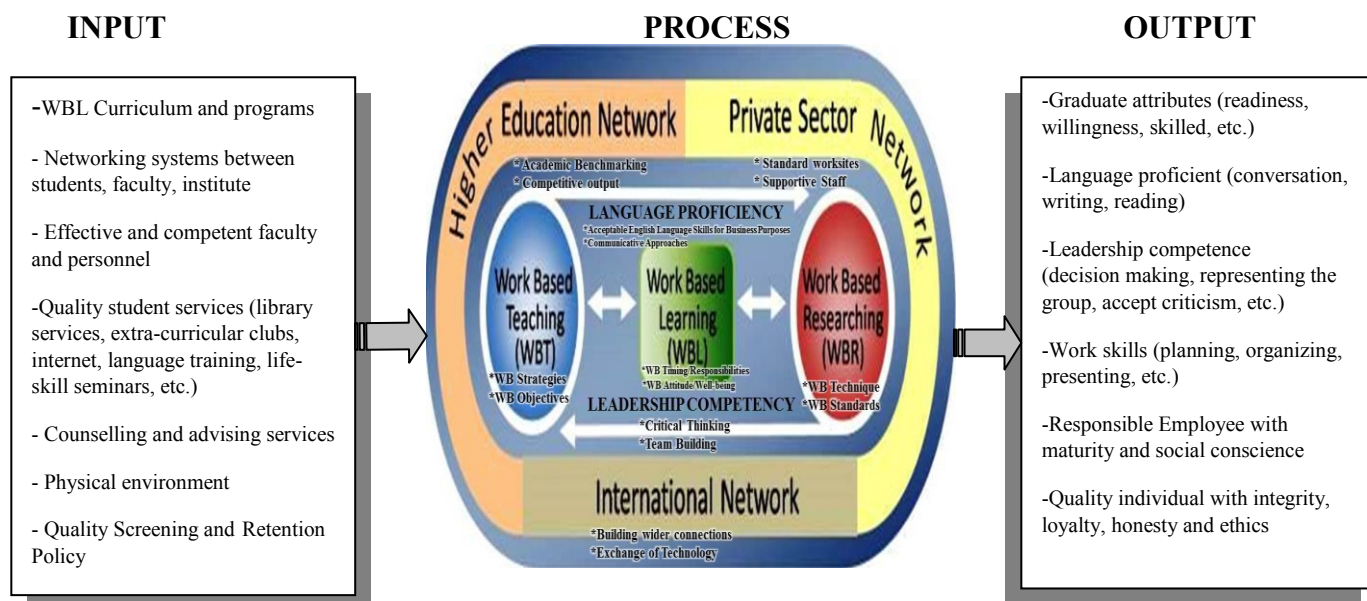 INPUT
-WBL Curriculum and programs
- Networking systems between
students, faculty, institute
- Effective and competent faculty
and personnel
-Quality student services (library
services, extra-curricular clubs,
internet, language training, life-
skill seminars, etc.)
- Counselling and advising services
- Physical environment
- Quality Screening and Retention
Policy
PROCESS
Higher Education Network
Private Sector Network
* Academic Benchmarking
* Competitive output
* Standard worksites
* Supportive Staff
LANGUAGE PROFICIENCY
*Acceptable English Language Skills for Business Purposes
*Communicative Approaches
Work Based
Teaching
(WBT)
*WB Strategies
*WB Objectives
Work Based
Learning
(WBL)
*WB Timing Responsibilities
*WB Attitude/Well-being
Work Based
Researching
(WBR)
*WB Technique
*WB Standards
LEADERSHIP COMPETENCY
*Critical Thinking
*Team Building
International Network
*Building wider connections
*Exchange of Technology
OUTPUT
-Graduate attributes (readiness,
willingness, skilled, etc.)
-Language proficient (conversation,
writing, reading)
-Leadership competence
(decision making, representing the
group, accept criticism, etc.)
-Work skills (planning, organizing,
presenting, etc.)
-Responsible Employee with
maturity and social conscience
-Quality individual with integrity,
loyalty, honesty and ethics